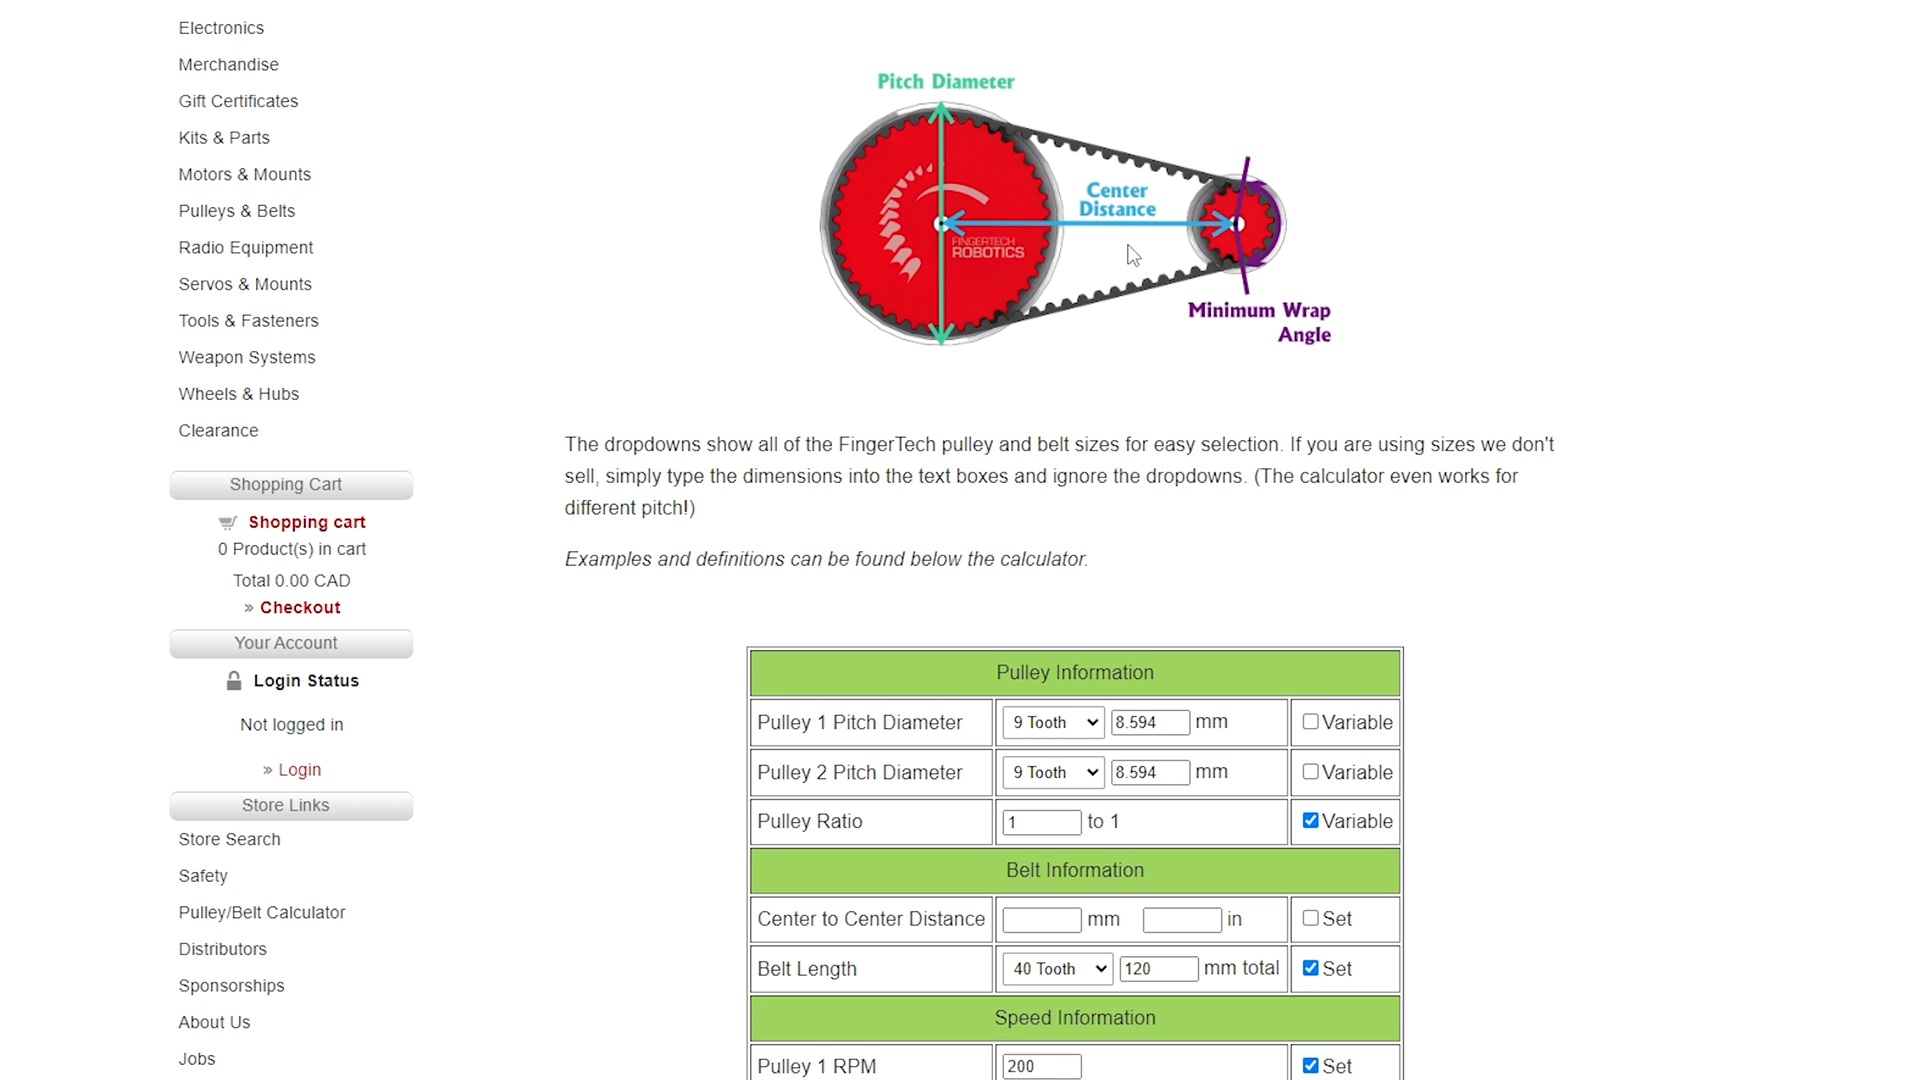 Electronics
Merchandise
Gift Certificates
Kits & Parts
Motors & Mounts
Pulleys & Belts
Radio Equipment
Servos & Mounts
Tools & Fasteners
Weapon Systems
Wheels & Hubs
Clearance
Shopping Cart
Shopping cart
0 Product(s) in cart
Total 0.00 CAD
» Checkout
Your Account
Login Status
Not logged in
» Login
Store Links
Store Search
Safety
Pulley/Belt Calculator
Distributors
Sponsorships
About Us
Jobs
Pitch Diameter
Center
Distance
FINGERTECH
ROBOTICS
Minimum Wrap
Angle
The dropdowns show all of the FingerTech pulley and belt sizes for easy selection. If you are using sizes we don't
sell, simply type the dimensions into the text boxes and ignore the dropdowns. (The calculator even works for
different pitch!)
Examples and definitions can be found below the calculator.
Pulley Information
Pulley 1 Pitch Diameter 9 Tooth 8.594 mm Variable
Pulley 2 Pitch Diameter 9 Tooth 8.594 mm Variable
Pulley Ratio 1 to 1 Variable
Belt Information
Center to Center Distance mm in Set
Belt Length 40 Tooth 120 mm total Set
Speed Information
Pulley 1 RPM 200 Set